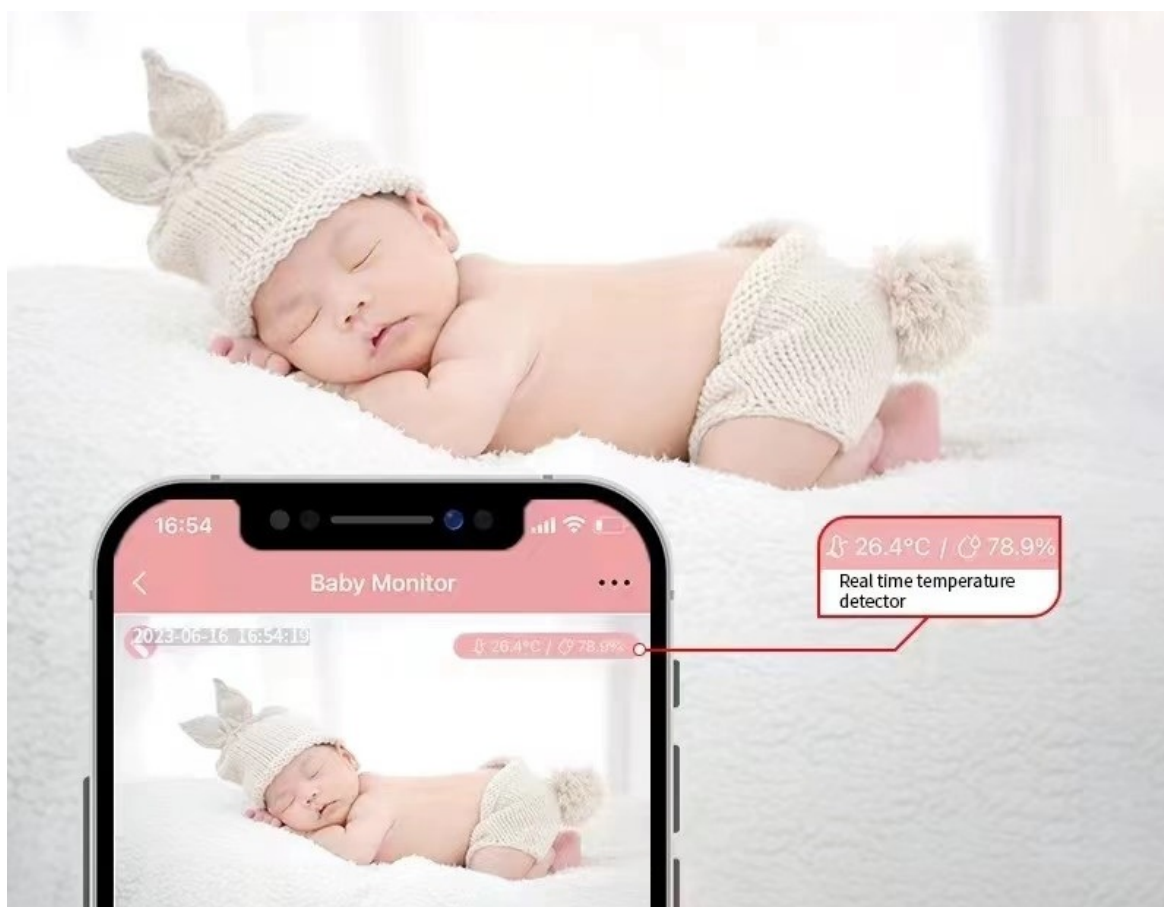 16:54
Baby Monitor
2023-06-16 16:54:19
26.4°C / 78.9%
26.4°C / 78.9%
Real time temperature
detector